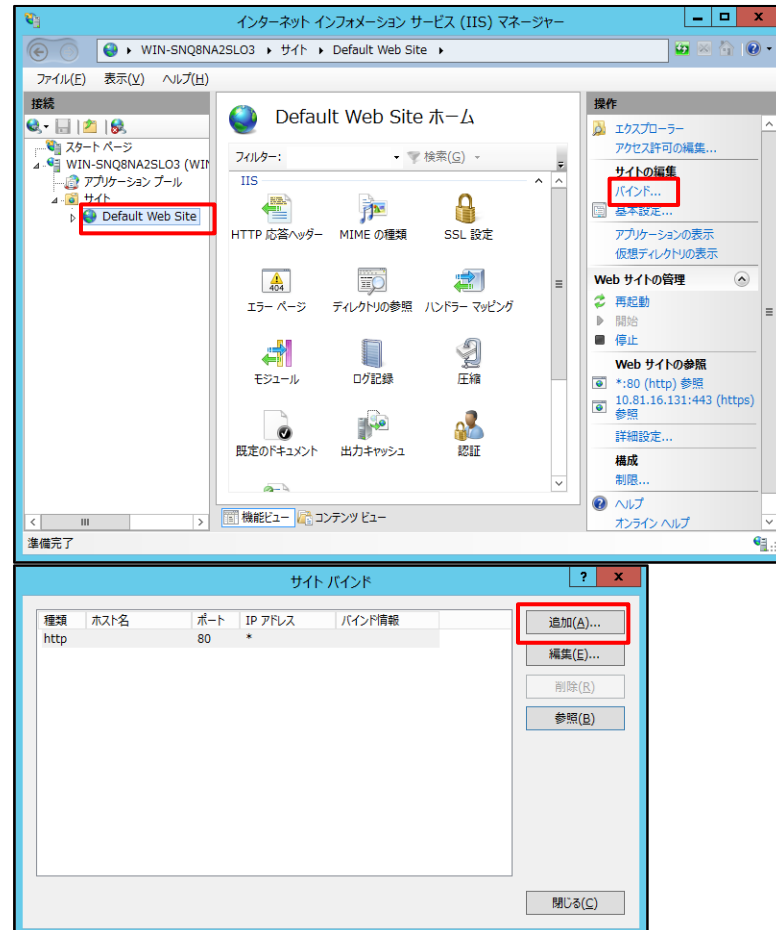 インターネット インフォメーション サービス (IIS) マネージャー
WIN-SNQ8NA2SLO3 ▸ サイト ▸ Default Web Site ▸
ファイル(F) 表示(V) ヘルプ(H)
接続
スタート ページ
WIN-SNQ8NA2SLO3 (WIN
アプリケーション プール
サイト
Default Web Site
Default Web Site ホーム
フィルター: 検索(G)
IIS
HTTP 応答ヘッダー MIME の種類 SSL 設定
404
エラー ページ ディレクトリの参照 ハンドラー マッピング
モジュール ログ記録 圧縮
既定のドキュメント 出力キャッシュ 認証
機能ビュー コンテンツ ビュー
操作
エクスプローラー
アクセス許可の編集...
サイトの編集
バインド...
基本設定...
アプリケーションの表示
仮想ディレクトリの表示
Web サイトの管理
再起動
開始
停止
Web サイトの参照
*:80 (http) 参照
10.81.16.131:443 (https)
参照
詳細設定...
構成
制限...
ヘルプ
オンライン ヘルプ
準備完了
サイト バインド
種類 ホスト名 ポート IP アドレス バインド情報
http 80 *
追加(A)...
編集(E)...
削除(R)
参照(B)
閉じる(C)